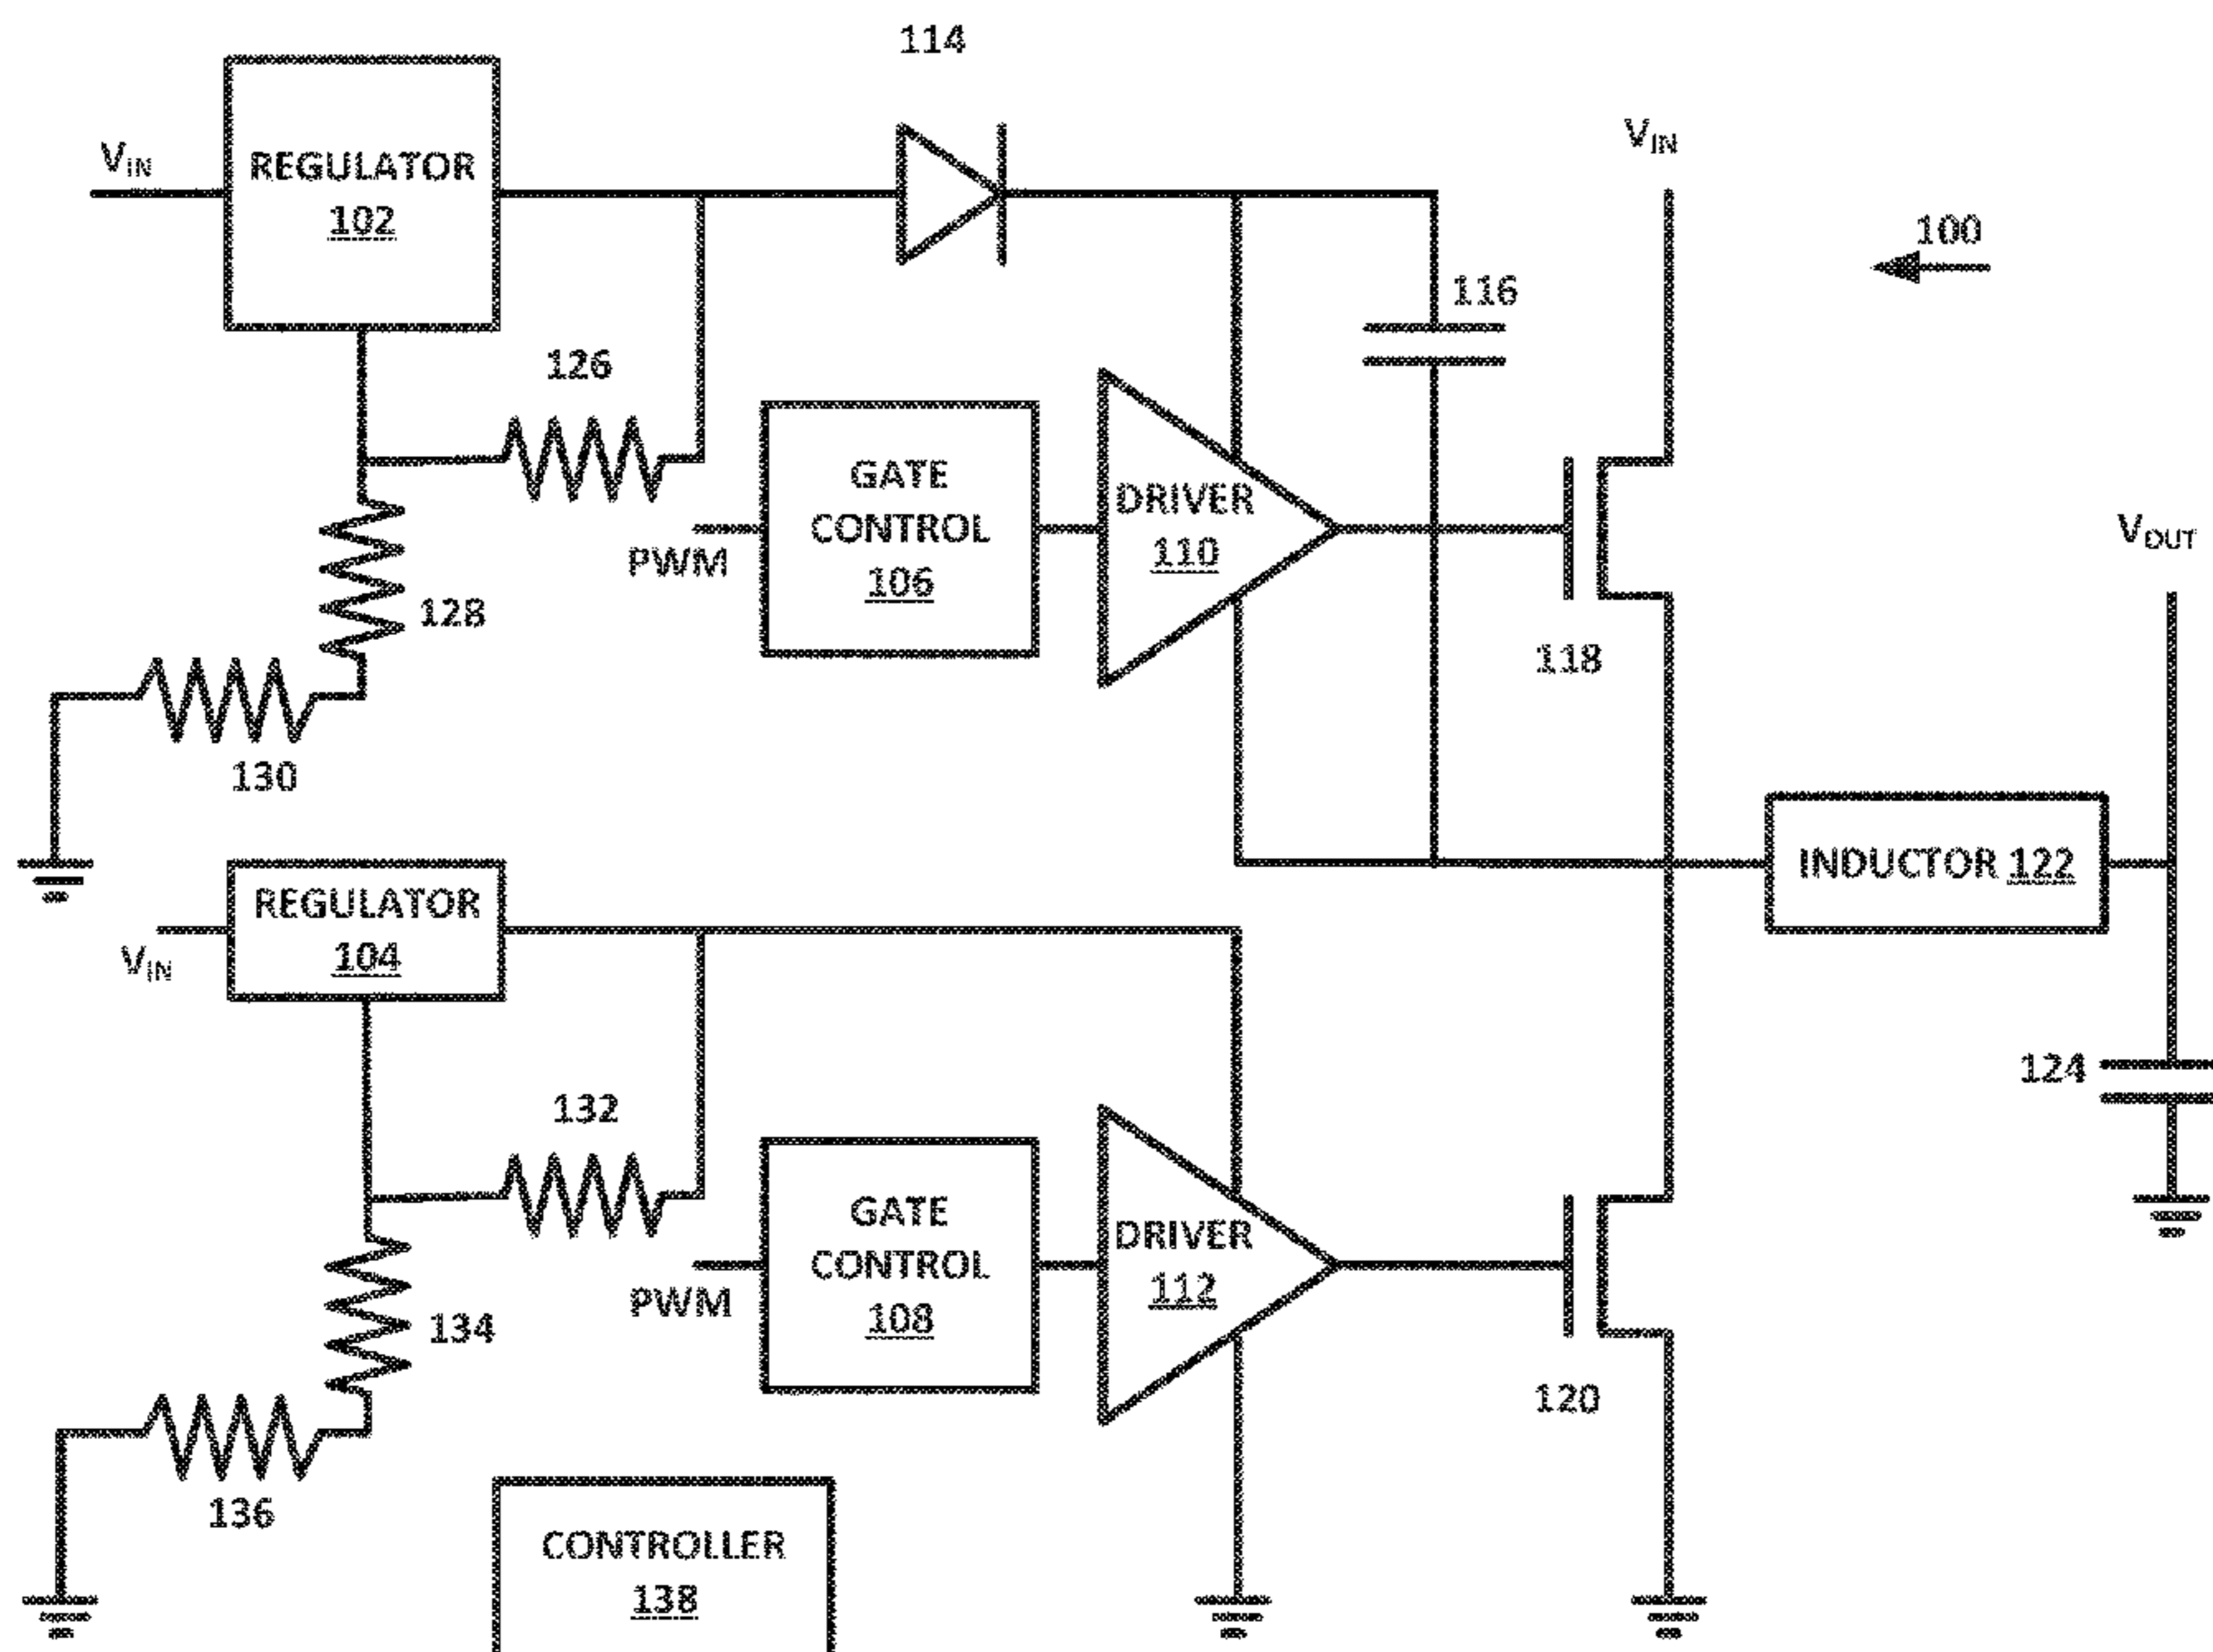 114
VIN
REGULATOR
102
VIN
100
116
126
GATE
CONTROL
106
DRIVER
110
PWM
VOUT
128
118
130
REGULATOR
104
VIN
INDUCTOR 122
124
132
GATE
CONTROL
108
DRIVER
112
PWM
134
120
136
CONTROLLER
138